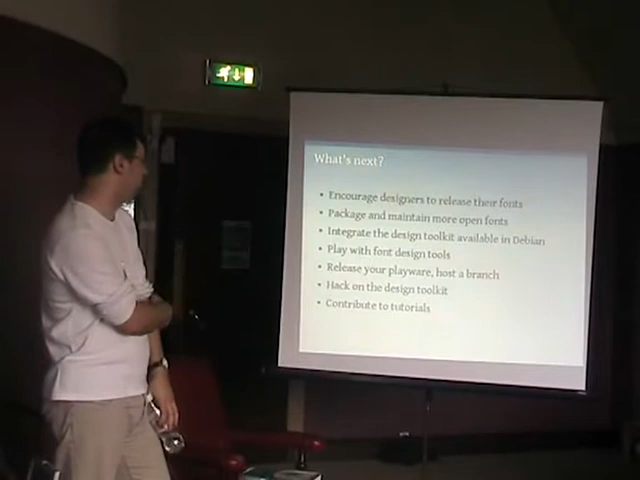 What's next?
• Encourage designers to release their fonts
• Package and maintain more open fonts
• Integrate the design toolkit available in Debian
• Play with font design tools
• Release your playware, host a branch
• Hack on the design toolkit
• Contribute to tutorials